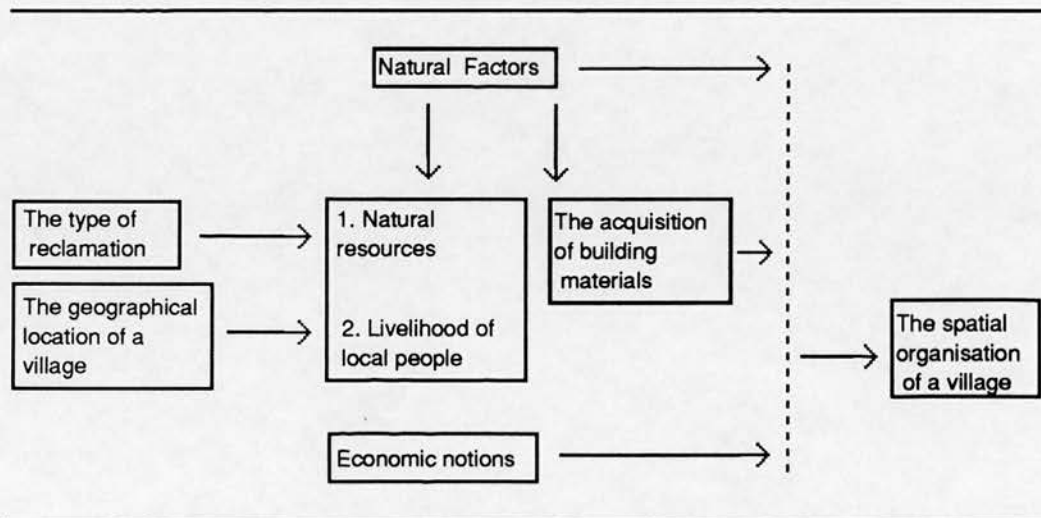 Natural Factors
The type of
reclamation
The geographical
location of a
village
1. Natural
resources
2. Livelihood of
local people
The acquisition
of building
materials
The spatial
organisation
of a village
Economic notions